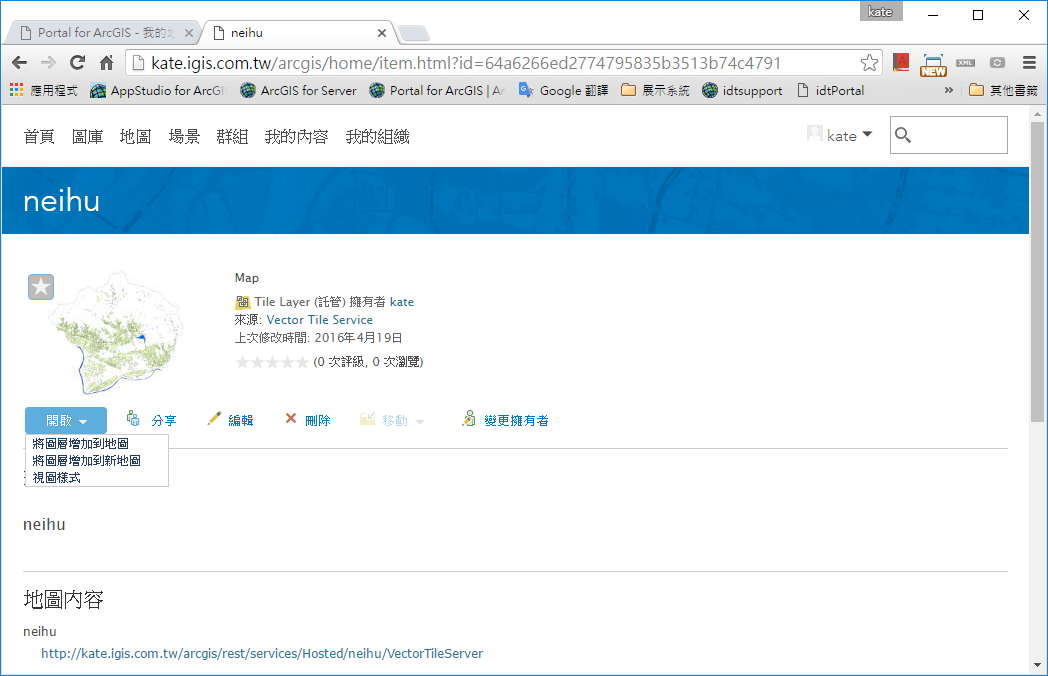 kate
Portal for ArcGIS - 我的
neihu
kate.igis.com.tw/arcgis/home/item.html?id=64a6266ed2774795835b3513b74c4791
XML
NEW
應用程式 AppStudio for ArcGI ArcGIS for Server Portal for ArcGIS | Ar Google 翻譯 展示系統 idtsupport idtPortal » 其他書籤
首頁 圖庫 地圖 場景 群組 我的內容 我的組織 kate
neihu
Map
Tile Layer (託管) 擁有者 kate
來源: Vector Tile Service
上次修改時間: 2016年4月19日
(0 次評級, 0 次瀏覽)
開啟 分享 編輯 刪除 移動 變更擁有者
將圖層增加到地圖
將圖層增加到新地圖
視圖樣式
neihu
地圖內容
neihu
http://kate.igis.com.tw/arcgis/rest/services/Hosted/neihu/VectorTileServer